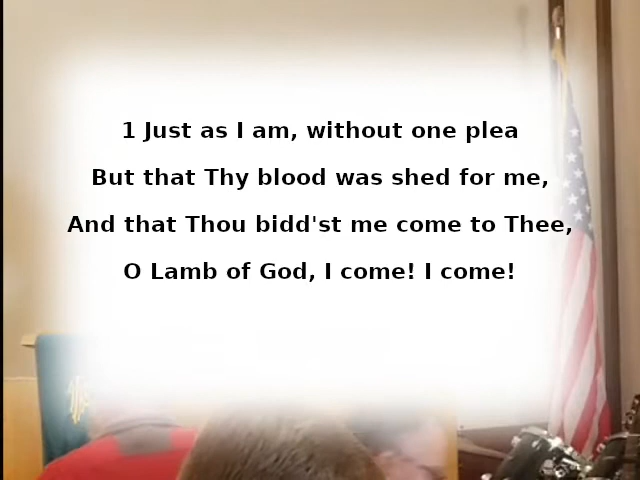 1 Just as I am, without one plea
But that Thy blood was shed for me,
And that Thou bidd'st me come to Thee,
O Lamb of God, I come! I come!